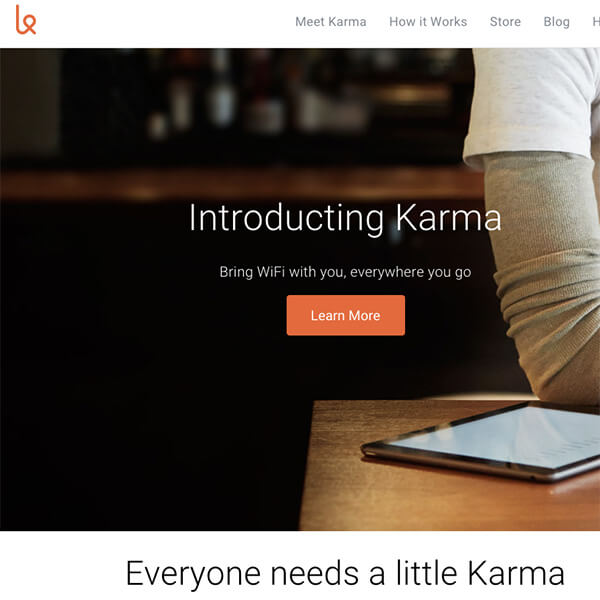 Meet Karma How it Works Store Blog H
Introducting Karma
Bring WiFi with you, everywhere you go
Learn More
Everyone needs a little Karma